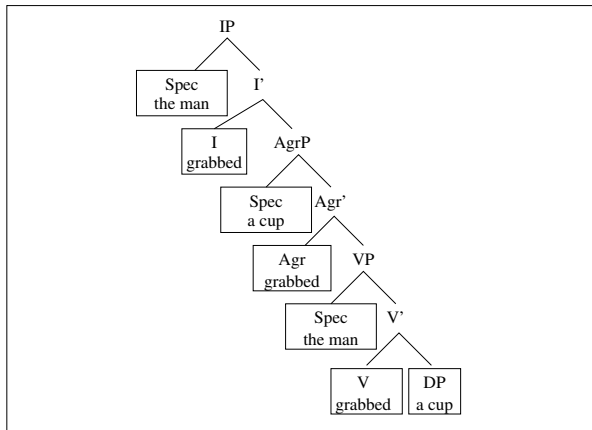 IP
Spec
the man
I'
I
grabbed
AgrP
Spec
a cup
Agr'
Agr
grabbed
VP
Spec
the man
V'
V
grabbed
DP
a cup